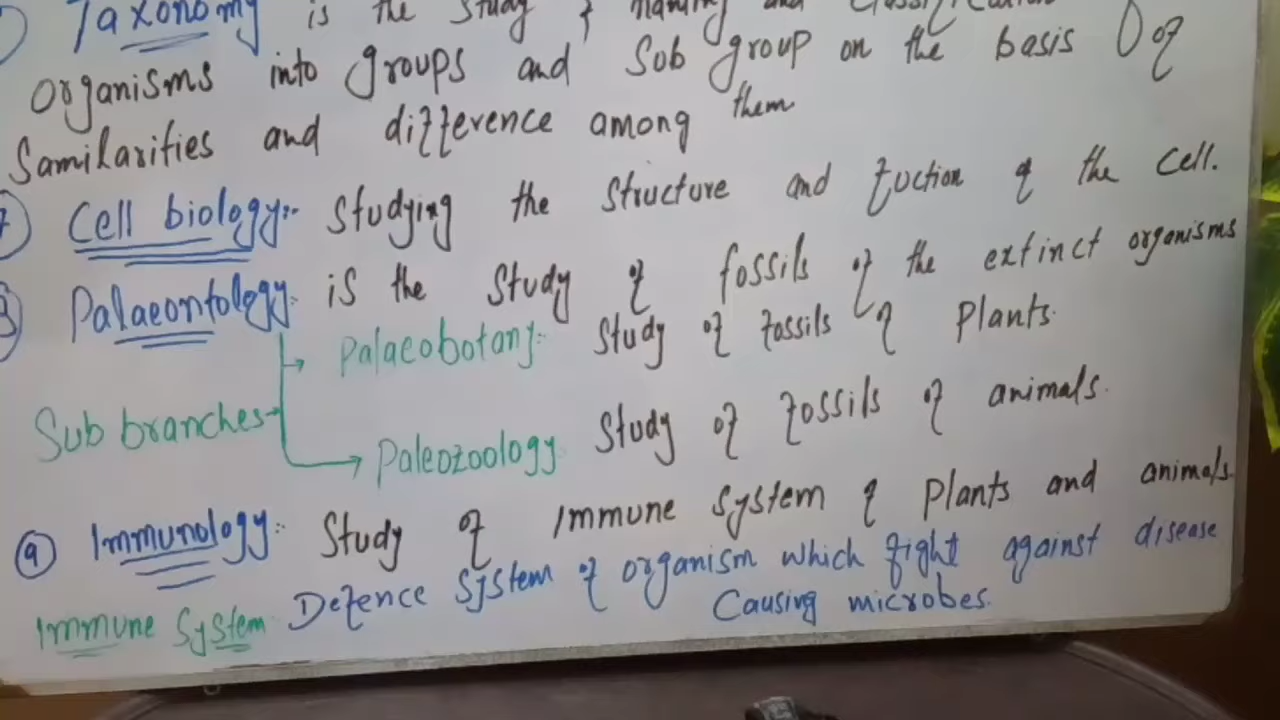 Taxonomy is the study of naming and
organisms into groups and Sub group on the basis of
Samilarities and difference among them
7 Cell biology:- Studying the Structure and fuction of the cell.
8 Palaeontology: is the study of fossils of the extinct organisms
Palaeobotany:- Study of fossils of Plants.
Sub branches
Paleozoology: Study of fossils of animals.
9 Immunology:- Study of Immune System of Plants and animals.
Immune System Defence System of organism which fight against disease
Causing microbes.